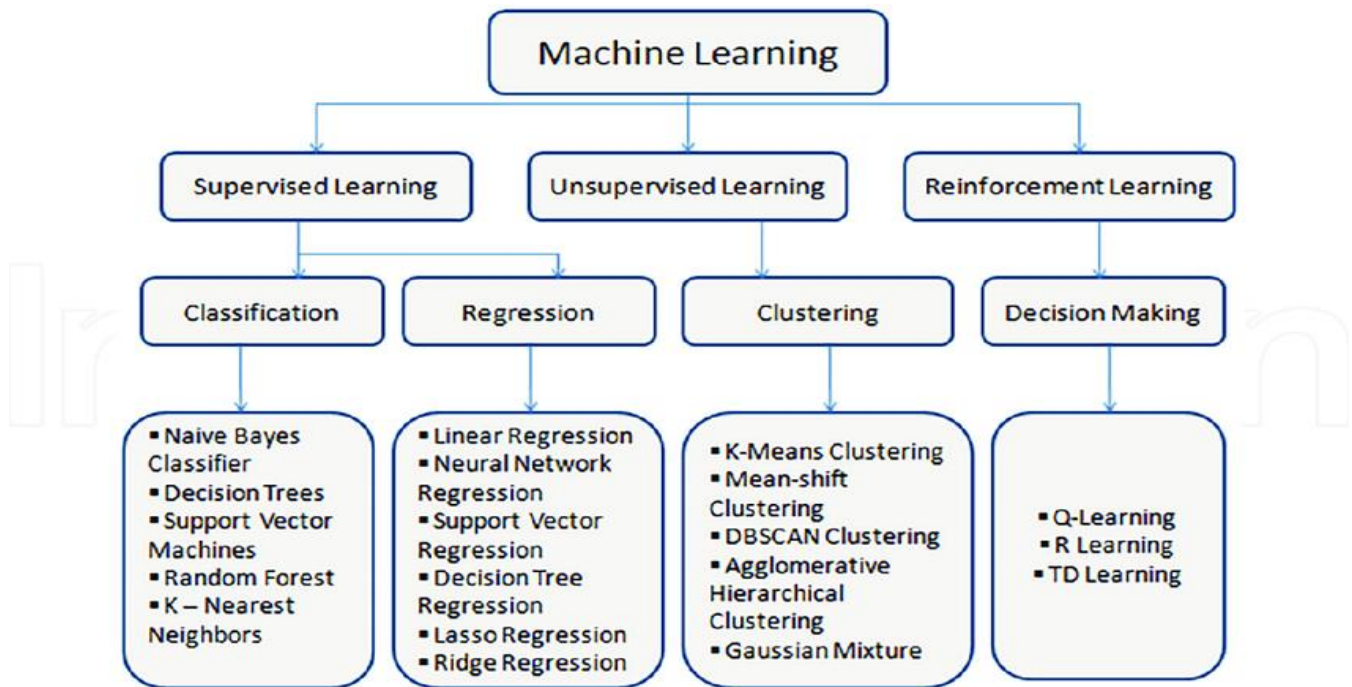 Machine Learning
Supervised Learning
Unsupervised Learning
Reinforcement Learning
Classification
Regression
Clustering
Decision Making
▪ Naive Bayes
Classifier
▪ Decision Trees
▪ Support Vector
Machines
▪ Random Forest
▪ K – Nearest
Neighbors
▪ Linear Regression
▪ Neural Network
Regression
▪ Support Vector
Regression
▪ Decision Tree
Regression
▪ Lasso Regression
▪ Ridge Regression
▪ K-Means Clustering
▪ Mean-shift
Clustering
▪ DBSCAN Clustering
▪ Agglomerative
Hierarchical
Clustering
▪ Gaussian Mixture
▪ Q-Learning
▪ R Learning
▪ TD Learning